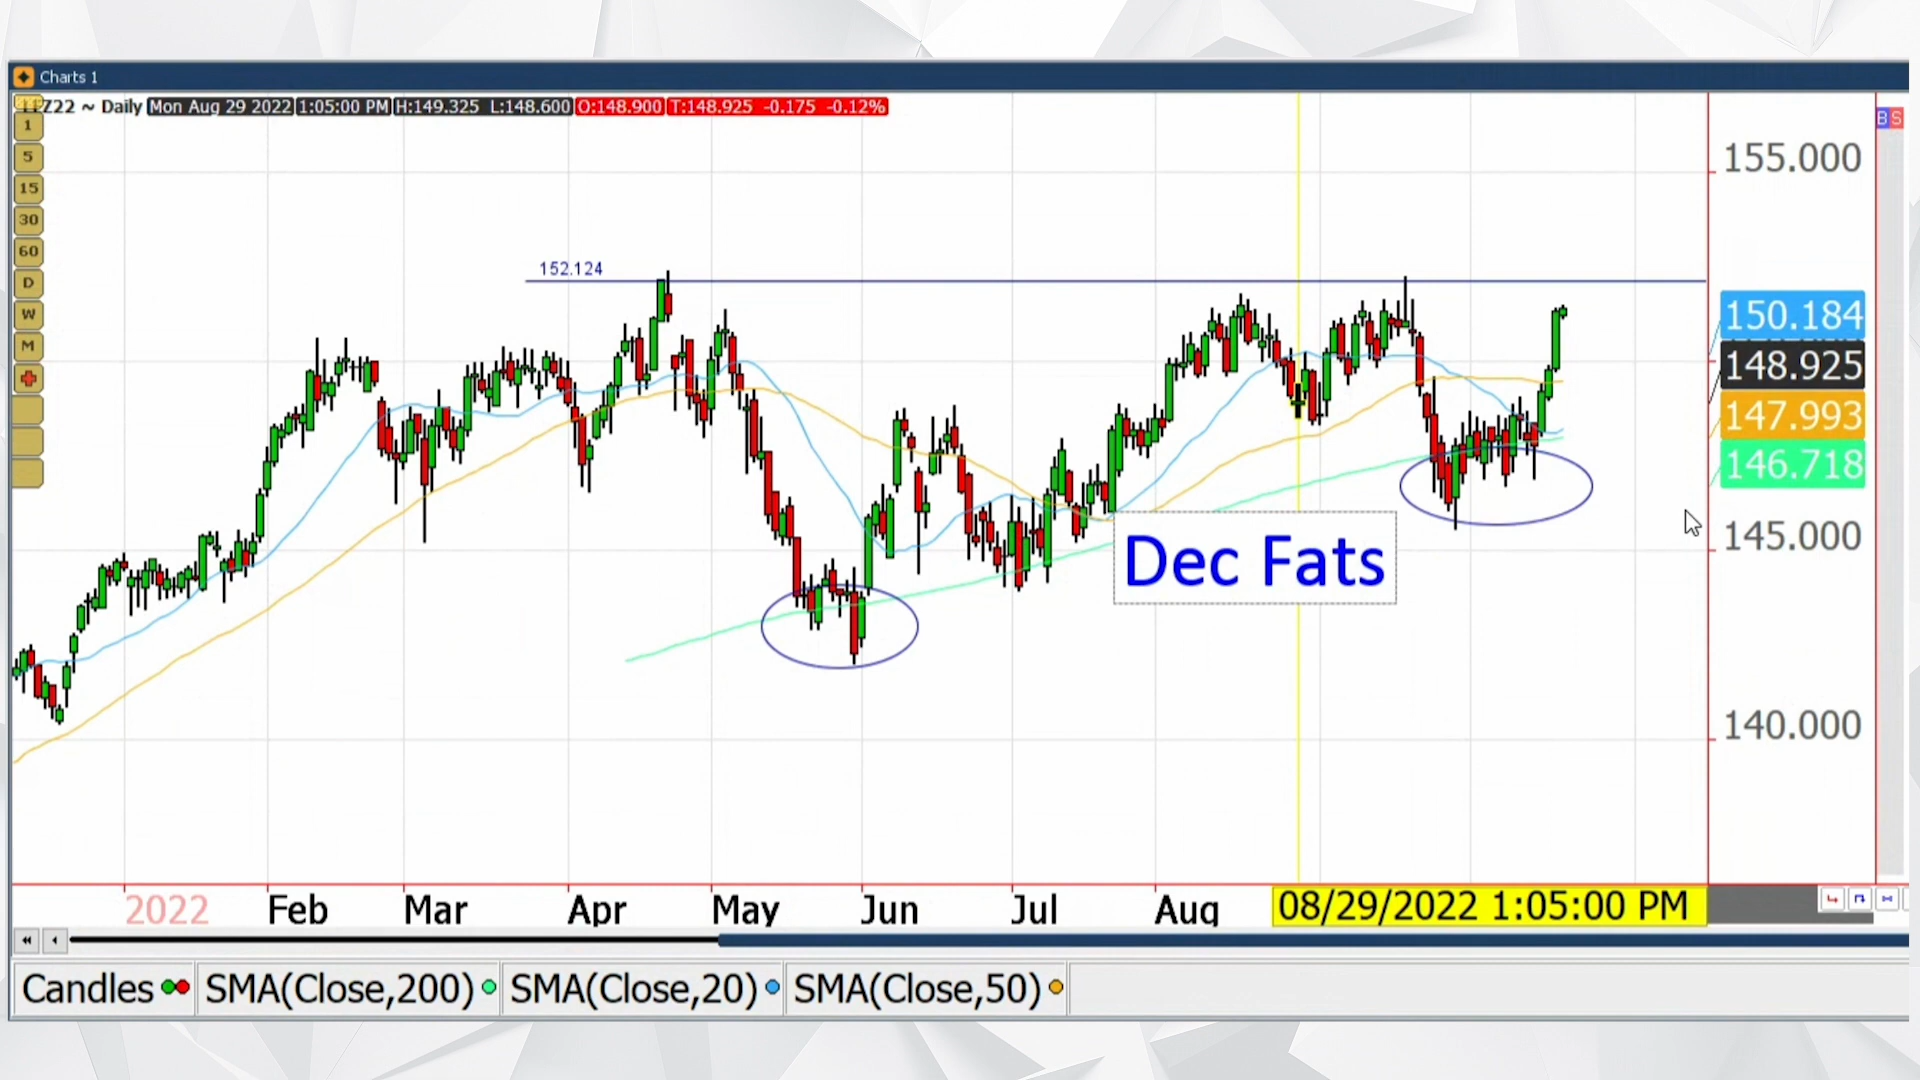 Charts 1
Z22 ~ Daily Mon Aug 29 2022 1:05:00 PM H:149.325 L:148.600 O:148.900 T:148.925 -0.175 -0.12%
1
5
15
30
60
D
W
M
B S
155.000
152.124
150.184
148.925
147.993
146.718
145.000
140.000
Dec Fats
2022 Feb Mar Apr May Jun Jul Aug 08/29/2022 1:05:00 PM
Candles SMA(Close,200) SMA(Close,20) SMA(Close,50)